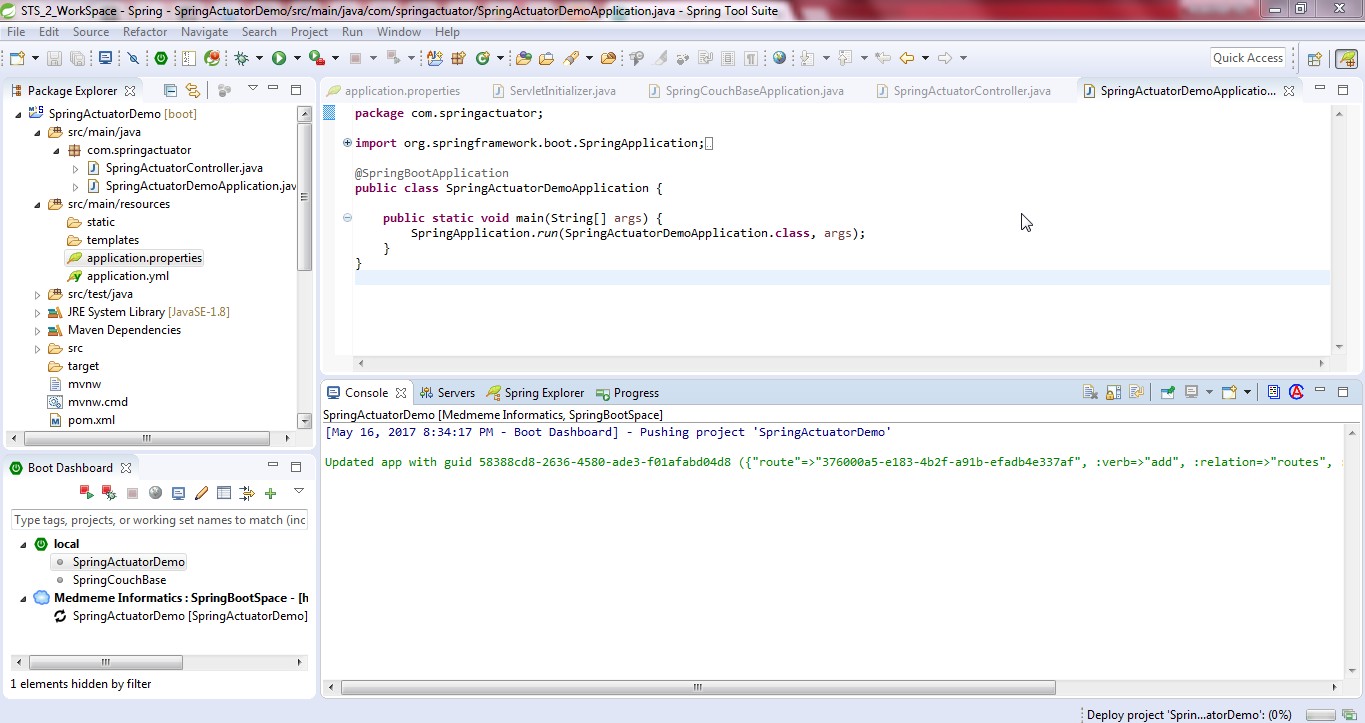 STS_2_WorkSpace - Spring - SpringActuatorDemo/src/main/java/com/springactuator/SpringActuatorDemoApplication.java - Spring Tool Suite
File Edit Source Refactor Navigate Search Project Run Window Help
Quick Access
Package Explorer
application.properties ServletInitializer.java SpringCouchBaseApplication.java SpringActuatorController.java SpringActuatorDemoApplicatio...
SpringActuatorDemo [boot]
src/main/java
com.springactuator
SpringActuatorController.java
SpringActuatorDemoApplication.jav
src/main/resources
static
templates
application.properties
application.yml
src/test/java
JRE System Library [JavaSE-1.8]
Maven Dependencies
src
target
mvnw
mvnw.cmd
pom.xml
package com.springactuator;
import org.springframework.boot.SpringApplication;
@SpringBootApplication
public class SpringActuatorDemoApplication {
public static void main(String[] args) {
SpringApplication.run(SpringActuatorDemoApplication.class, args);
}
}
Console Servers Spring Explorer Progress
SpringActuatorDemo [Medmeme Informatics, SpringBootSpace]
[May 16, 2017 8:34:17 PM - Boot Dashboard] - Pushing project 'SpringActuatorDemo'
Updated app with guid 58388cd8-2636-4580-ade3-f01afabd04d8 ({"route"=>"376000a5-e183-4b2f-a91b-efadb4e337af", :verb=>"add", :relation=>"routes", :
Boot Dashboard
Type tags, projects, or working set names to match (inc
local
SpringActuatorDemo
SpringCouchBase
Medmeme Informatics : SpringBootSpace - [h
SpringActuatorDemo [SpringActuatorDemo]
1 elements hidden by filter
Deploy project 'Sprin...atorDemo': (0%)